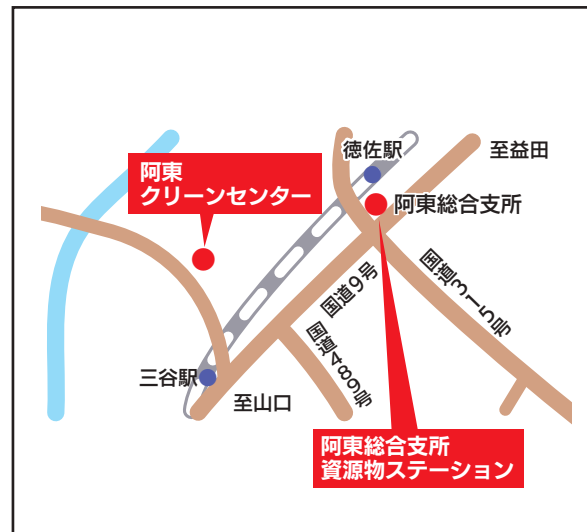 徳佐駅
至益田
阿東
クリーンセンター
阿東総合支所
国道9号
国道315号
国道489号
三谷駅
至山口
阿東総合支所
資源物ステーション